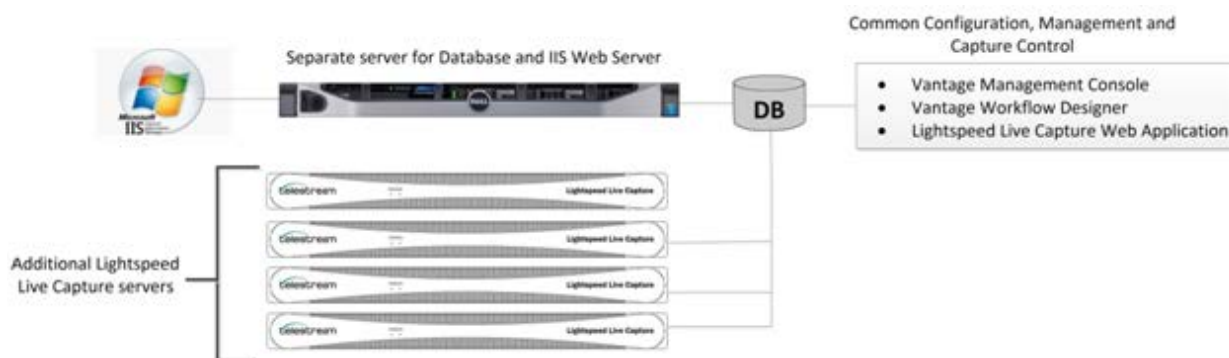 Common Configuration, Management and
Capture Control
Separate server for Database and IIS Web Server
Microsoft
IIS
DELL
DB
• Vantage Management Console
• Vantage Workflow Designer
• Lightspeed Live Capture Web Application
telestream Lightspeed Live Capture
telestream Lightspeed Live Capture
telestream Lightspeed Live Capture
telestream Lightspeed Live Capture
Additional Lightspeed
Live Capture servers